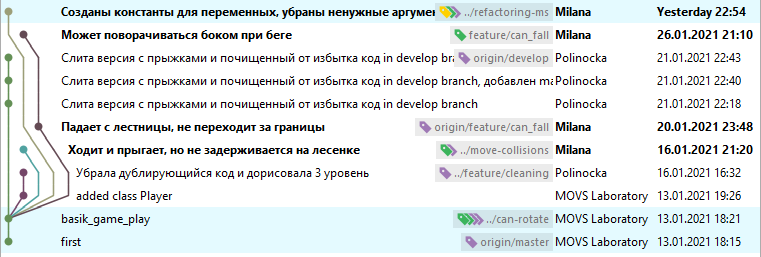 Созданы константы для переменных, убраны ненужные аргумен ../refactoring-ms Milana Yesterday 22:54
Может поворачиваться боком при беге feature/can_fall Milana 26.01.2021 21:10
Слита версия с прыжками и почищенный от избытка код in develop bra origin/develop Polinocka 21.01.2021 22:43
Слита версия с прыжками и почищенный от избытка код in develop branch, добавлен ма Polinocka 21.01.2021 22:40
Слита версия с прыжками и почищенный от избытка код in develop branch Polinocka 21.01.2021 22:18
Падает с лестницы, не переходит за границы origin/feature/can_fall Milana 20.01.2021 23:48
Ходит и прыгает, но не задерживается на лесенке ../move-collisions Milana 16.01.2021 21:20
Убрала дублирующийся код и дорисовала 3 уровень ../feature/cleaning Polinocka 16.01.2021 16:32
added class Player MOVS Laboratory 13.01.2021 19:26
basik_game_play ../can-rotate MOVS Laboratory 13.01.2021 18:21
first origin/master MOVS Laboratory 13.01.2021 18:15